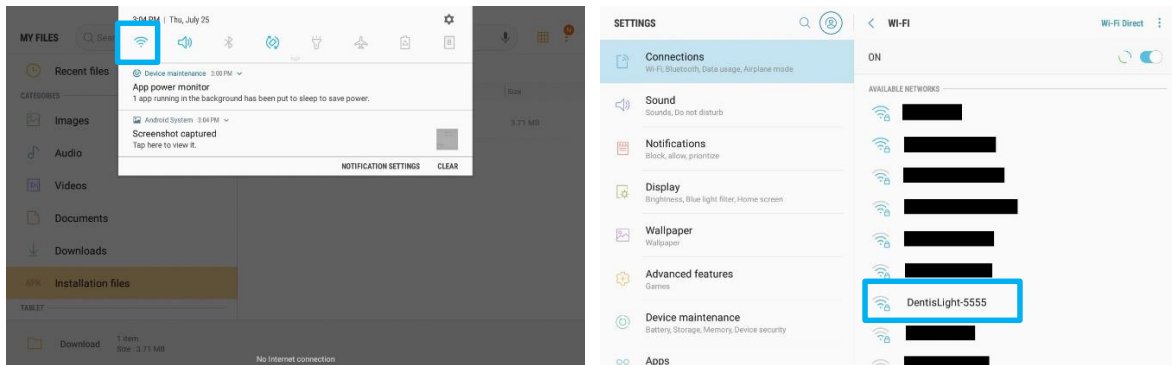 3:04 PM | Thu, July 25
MY FILES
Recent files
CATEGORIES
Images
Audio
Videos
Documents
Downloads
APK Installation files
TABLET
Download
1 item
Size : 3.71 MB
Device maintenance 3:00 PM
App power monitor
1 app running in the background has been put to sleep to save power.
Android System 3:04 PM
Screenshot captured
Tap here to view it.
NOTIFICATION SETTINGS CLEAR
Size
3.71 MB
N
No Internet connection
SETTINGS
Connections
Wi-Fi, Bluetooth, Data usage, Airplane mode
Sound
Sounds, Do not disturb
Notifications
Block, allow, prioritize
Display
Brightness, Blue light filter, Home screen
Wallpaper
Wallpaper
Advanced features
Games
Device maintenance
Battery, Storage, Memory, Device security
Apps
WI-FI
Wi-Fi Direct
ON
AVAILABLE NETWORKS
DentisLight-5555